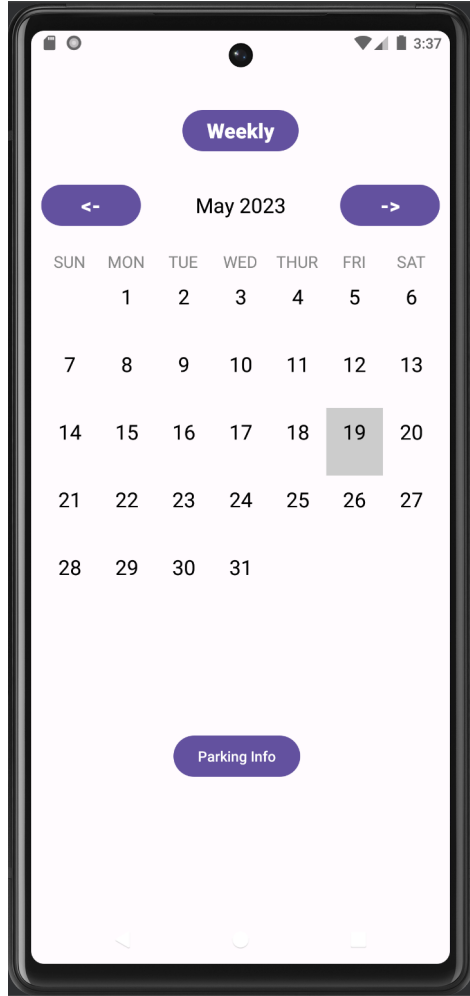 3:37
Weekly
<- May 2023 ->
SUN MON TUE WED THUR FRI SAT
1 2 3 4 5 6
7 8 9 10 11 12 13
14 15 16 17 18 19 20
21 22 23 24 25 26 27
28 29 30 31
Parking Info